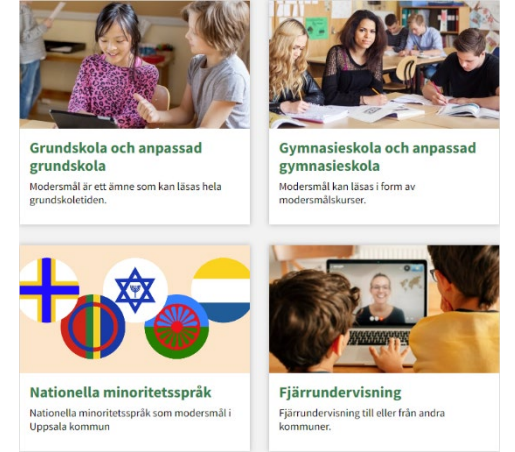 Grundskola och anpassad
grundskola
Modersmål är ett ämne som kan läsas hela
grundskoletiden.
Gymnasieskola och anpassad
gymnasieskola
Modersmål kan läsas i form av
modersmålskurser.
Nationella minoritetsspråk
Nationella minoritetsspråk som modersmål i
Uppsala kommun
Fjärrundervisning
Fjärrundervisning till eller från andra
kommuner.